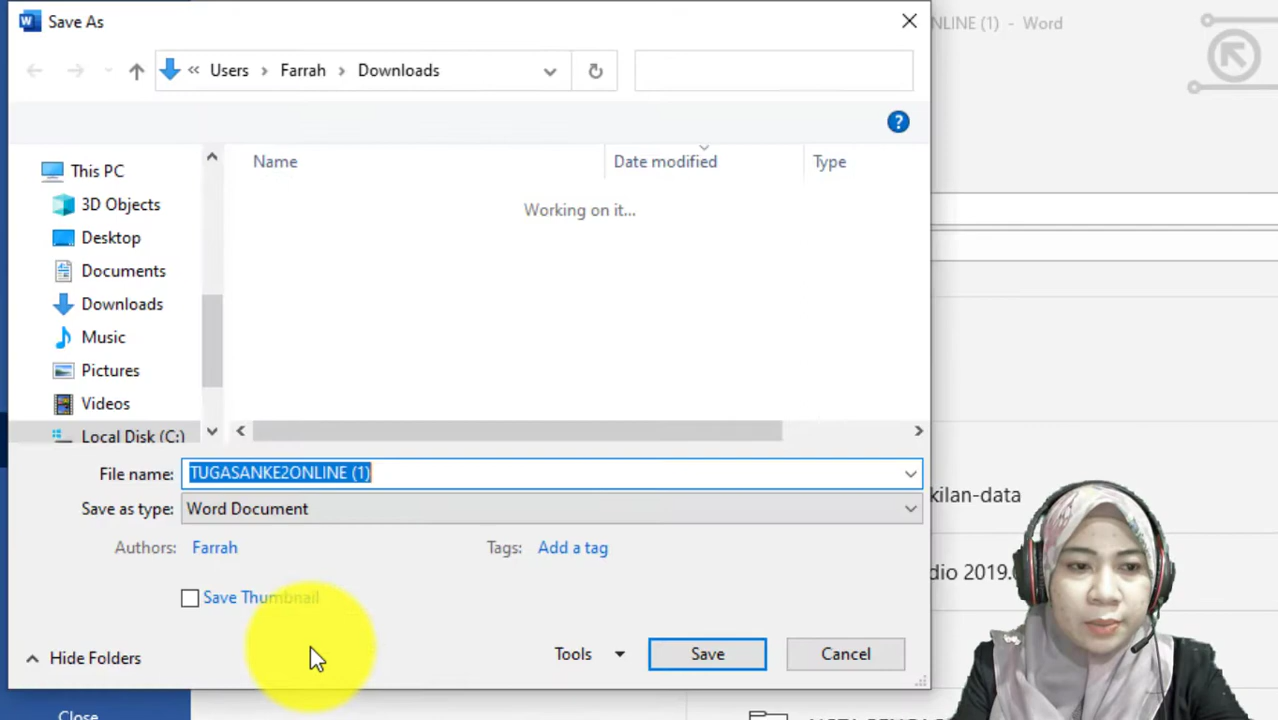 Save As
LINE (1) - Word
Users
Farrah
Downloads
Name
Date modified
Type
This PC
Working on it...
3D Objects
Desktop
Documents
Downloads
Music
Pictures
Videos
Local Disk (C:)
File name: TUGASANKE2ONLINE (1)
kilan-data
Save as type: Word Document
Authors: Farrah
Tags: Add a tag
dio 2019.
Save Thumbnail
Hide Folders
Tools
Save
Cancel
Close